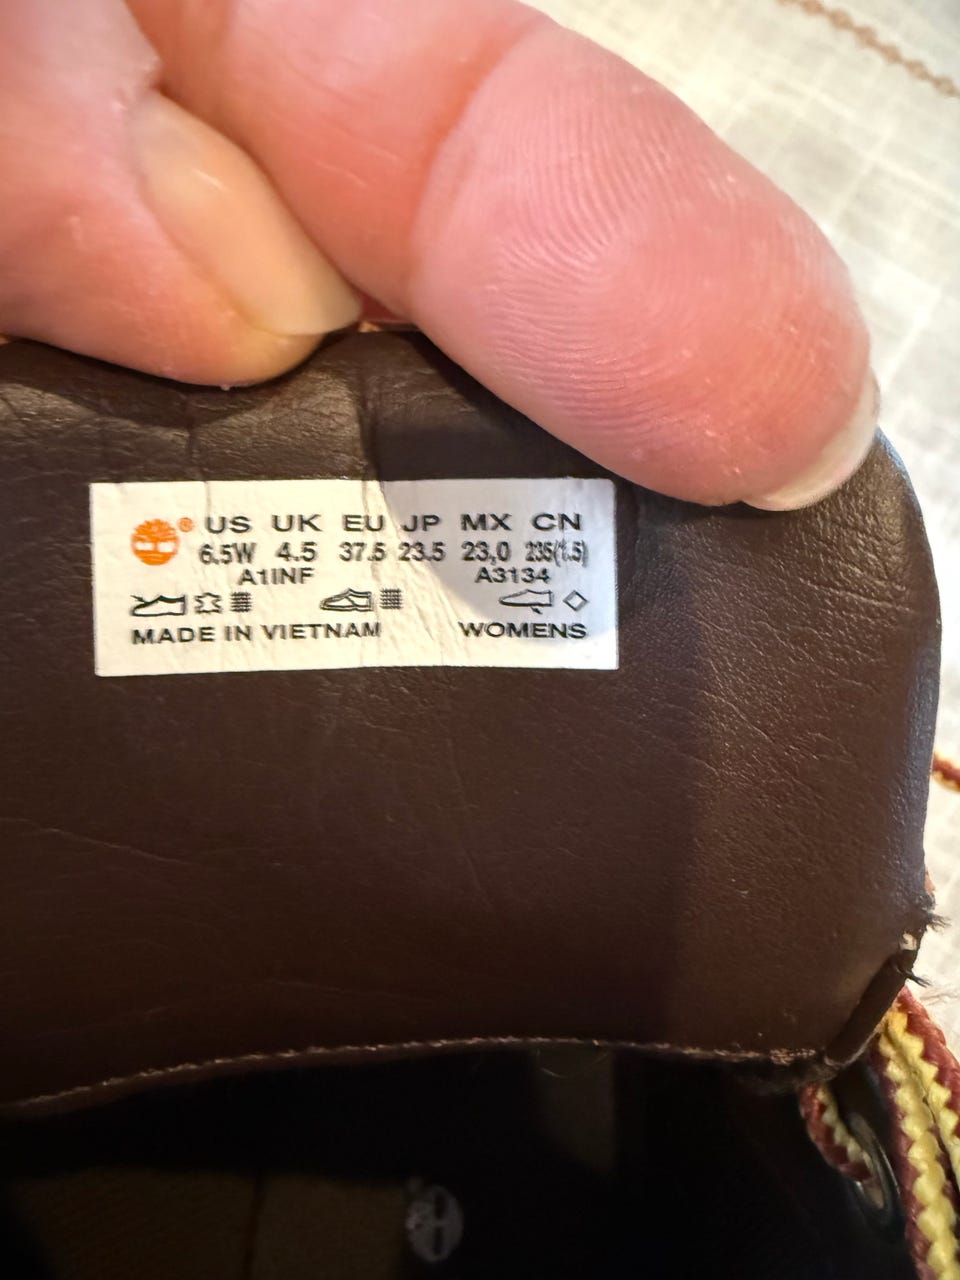 ® US UK EU JP MX CN
6.5W 4.5 37.5 23.5 23,0 235(1.5)
A1INF A3134
MADE IN VIETNAM WOMENS